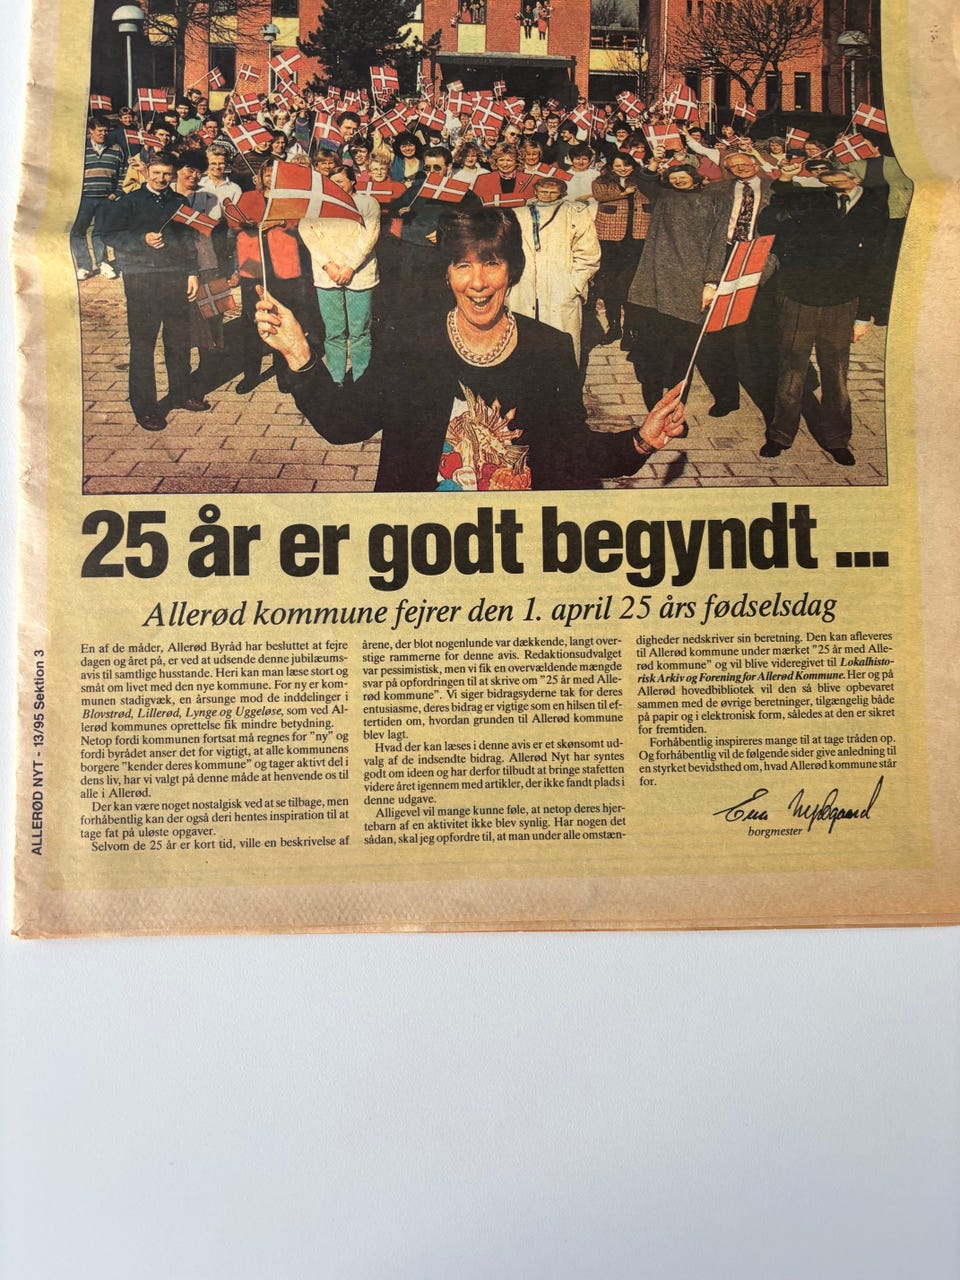 25 år er godt begyndt ...
Allerød kommune fejrer den 1. april 25 års fødselsdag
En af de måder, Allerød Byråd har besluttet at fejre
dagen og året på, er ved at udsende denne jubilæums-
avis til samtlige husstande. Heri kan man læse stort og
småt om livet med den nye kommune. For ny er kom-
munen stadigvæk, en årsunge mod de inddelinger i
Blovstrød, Lillerød, Lynge og Uggeløse, som ved Al-
lerød kommunes oprettelse fik mindre betydning.
Netop fordi kommunen fortsat må regnes for "ny" og
fordi byrådet anser det for vigtigt, at alle kommunens
borgere "kender deres kommune" og tager aktivt del i
dens liv, har vi valgt på denne måde at henvende os til
alle i Allerød.
Der kan være noget nostalgisk ved at se tilbage, men
forhåbentlig kan der også deri hentes inspiration til at
tage fat på uløste opgaver.
Selvom de 25 år er kort tid, ville en beskrivelse af
årene, der blot nogenlunde var dækkende, langt over-
stige rammerne for denne avis. Redaktionsudvalget
var pessimistisk, men vi fik en overvældende mængde
svar på opfordringen til at skrive om "25 år med Alle-
rød kommune". Vi siger bidragsyderne tak for deres
entusiasme, deres bidrag er vigtige som en hilsen til ef-
tertiden om, hvordan grunden til Allerød kommune
blev lagt.
Hvad der kan læses i denne avis er et skønsomt ud-
valg af de indsendte bidrag. Allerød Nyt har syntes
godt om ideen og har derfor tilbudt at bringe stafetten
videre året igennem med artikler, der ikke fandt plads i
denne udgave.
Alligevel vil mange kunne føle, at netop deres hjer-
tebarn af en aktivitet ikke blev synlig. Har nogen det
sådan, skal jeg opfordre til, at man under alle omstæn-
digheder nedskriver sin beretning. Den kan afleveres
til Allerød kommune under mærket "25 år med Alle-
rød kommune" og vil blive videregivet til Lokalhisto-
risk Arkiv og Forening for Allerød Kommune. Her og på
Allerød hovedbibliotek vil den så blive opbevaret
sammen med de øvrige beretninger, tilgængelig både
på papir og i elektronisk form, således at den er sikret
for fremtiden.
Forhåbentlig inspireres mange til at tage tråden op.
Og forhåbentlig vil de følgende sider give anledning til
en styrket bevidsthed om, hvad Allerød kommune står
for.
Eva Nejdgaard
borgmester
ALLERØD NYT - 13/95 Sektion 3